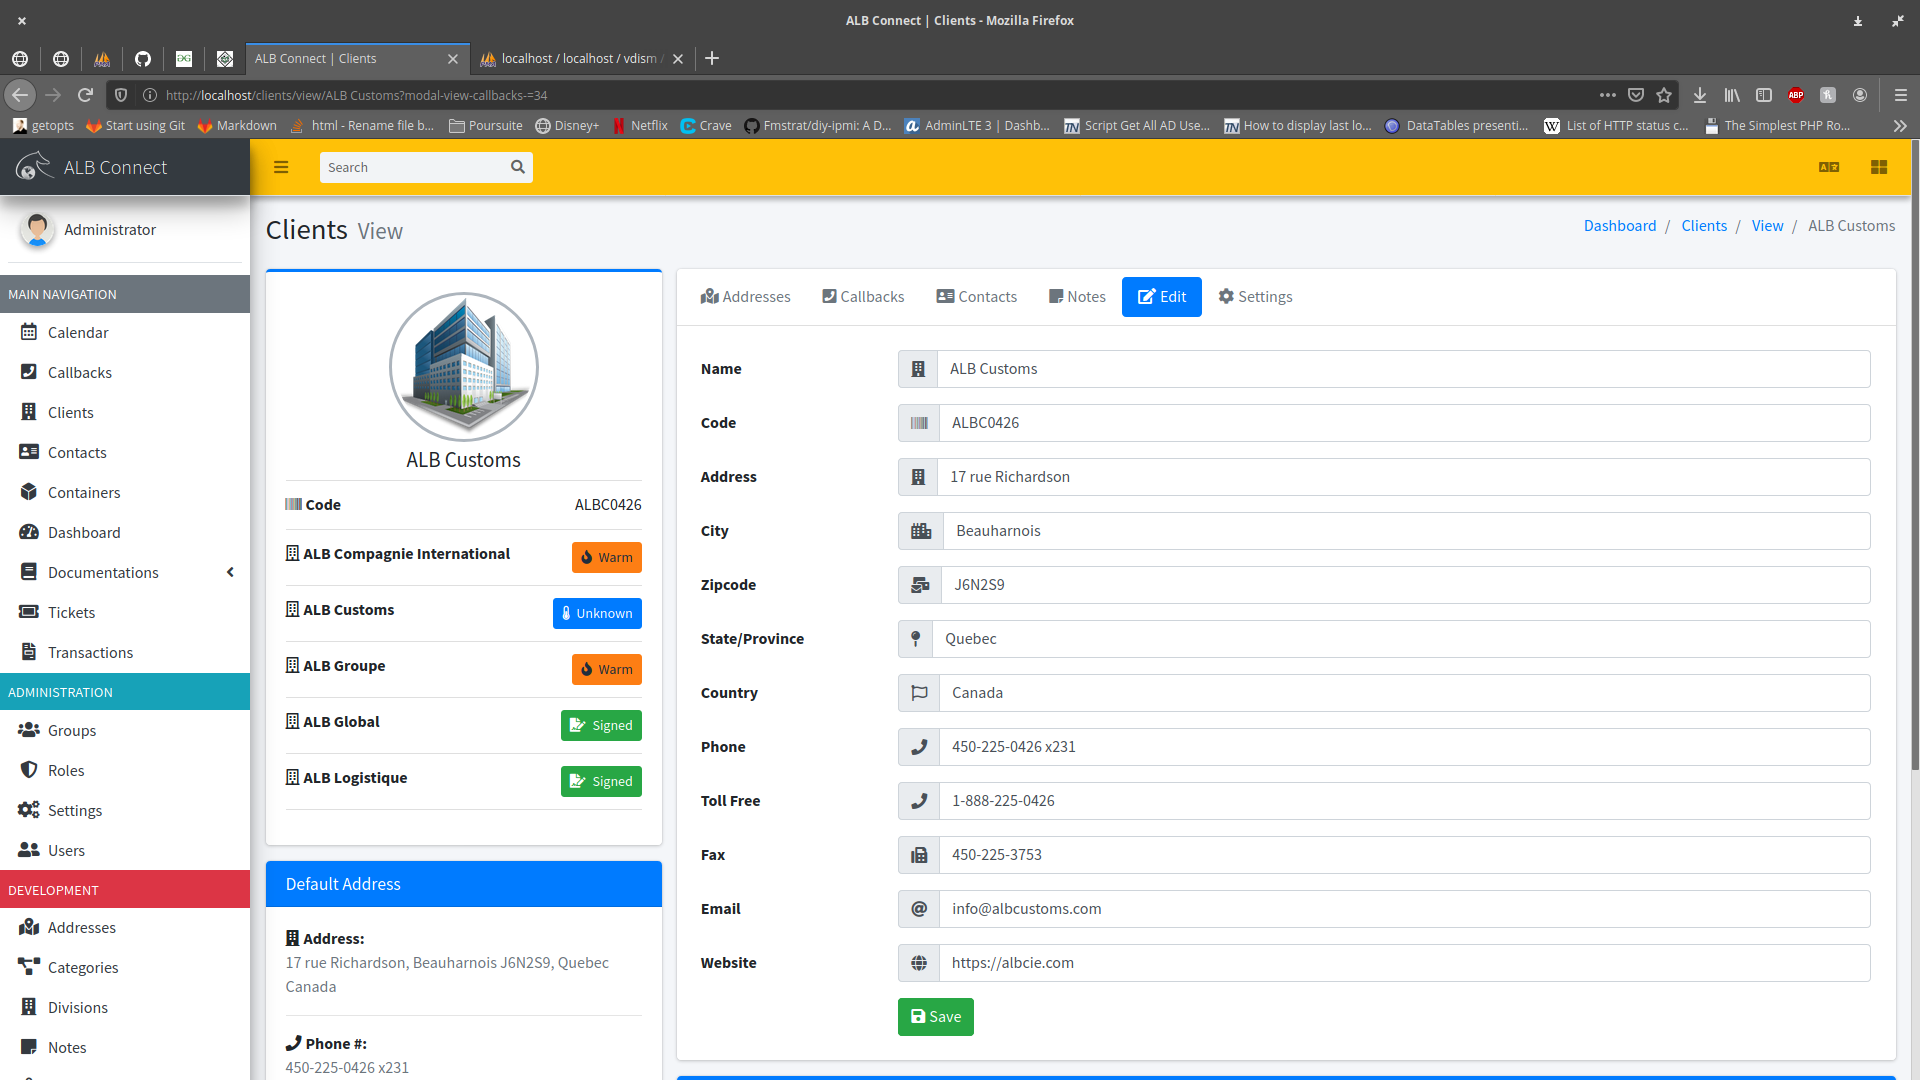 ALB Connect | Clients - Mozilla Firefox
ALB Connect | Clients
localhost / localhost / vdism /
http://localhost/clients/view/ALB Customs?modal-view-callbacks-=34
ABP
getopts
Start using Git
Markdown
html - Rename file b...
Poursuite
Disney+
Netflix
Crave
Fmstrat/diy-ipmi: A D...
AdminLTE 3 | Dashb...
Script Get All AD Use...
How to display last lo...
DataTables presenti...
List of HTTP status c...
The Simplest PHP Ro...
ALB Connect
Search
Administrator
MAIN NAVIGATION
Calendar
Callbacks
Clients
Contacts
Containers
Dashboard
Documentations
Tickets
Transactions
ADMINISTRATION
Groups
Roles
Settings
Users
DEVELOPMENT
Addresses
Categories
Divisions
Notes
Clients View
Dashboard / Clients / View / ALB Customs
ALB Customs
Code ALBC0426
ALB Compagnie International Warm
ALB Customs Unknown
ALB Groupe Warm
ALB Global Signed
ALB Logistique Signed
Default Address
Address:
17 rue Richardson, Beauharnois J6N2S9, Quebec
Canada
Phone #:
450-225-0426 x231
Addresses
Callbacks
Contacts
Notes
Edit
Settings
Name ALB Customs
Code ALBC0426
Address 17 rue Richardson
City Beauharnois
Zipcode J6N2S9
State/Province Quebec
Country Canada
Phone 450-225-0426 x231
Toll Free 1-888-225-0426
Fax 450-225-3753
Email info@albcustoms.com
Website https://albcie.com
Save